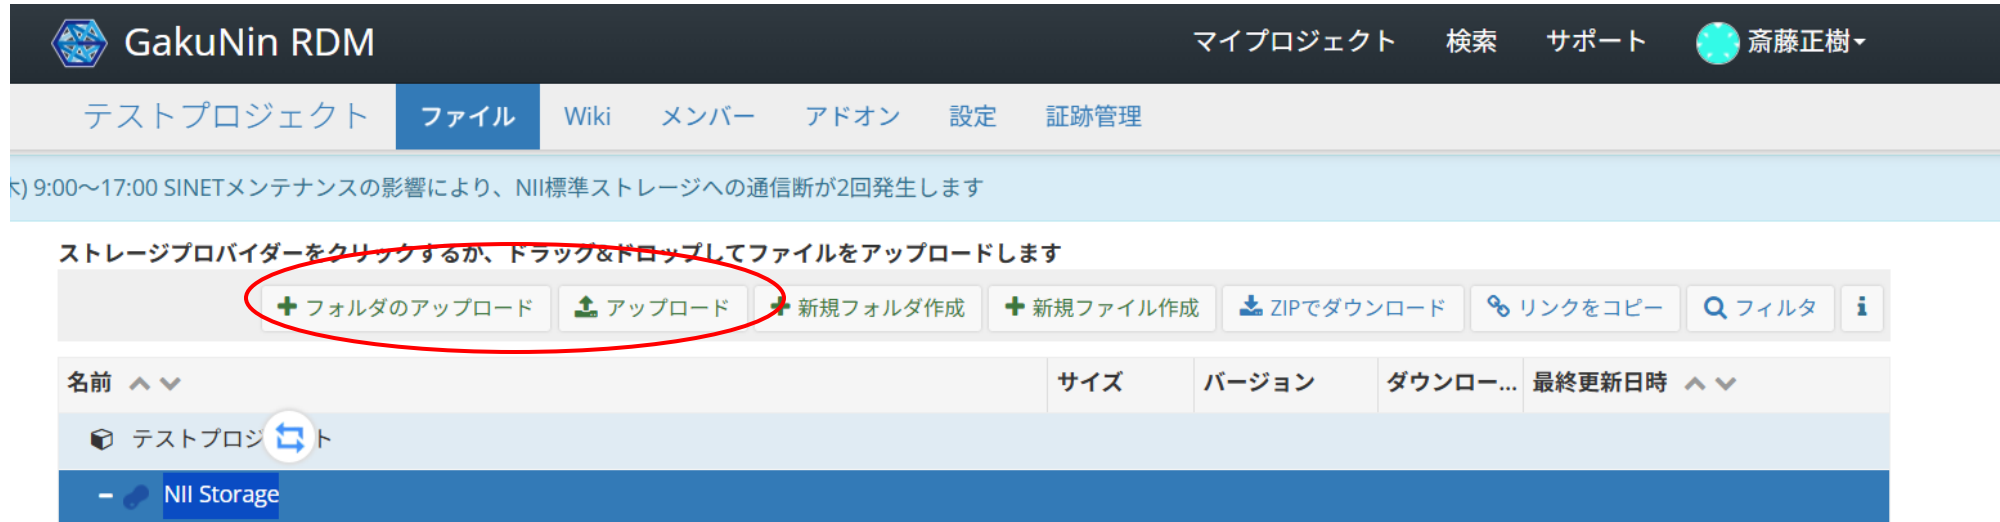 GakuNin RDM マイプロジェクト 検索 サポート 斎藤正樹
テストプロジェクト ファイル Wiki メンバー アドオン 設定 証跡管理
) 9:00～17:00 SINETメンテナンスの影響により、NII標準ストレージへの通信断が2回発生します
ストレージプロバイダーをクリックするか、ドラッグ&ドロップしてファイルをアップロードします
フォルダのアップロード アップロード 新規フォルダ作成 新規ファイル作成 ZIPでダウンロード リンクをコピー フィルタ i
名前 サイズ バージョン ダウンロー... 最終更新日時
テストプロジ ト
NII Storage